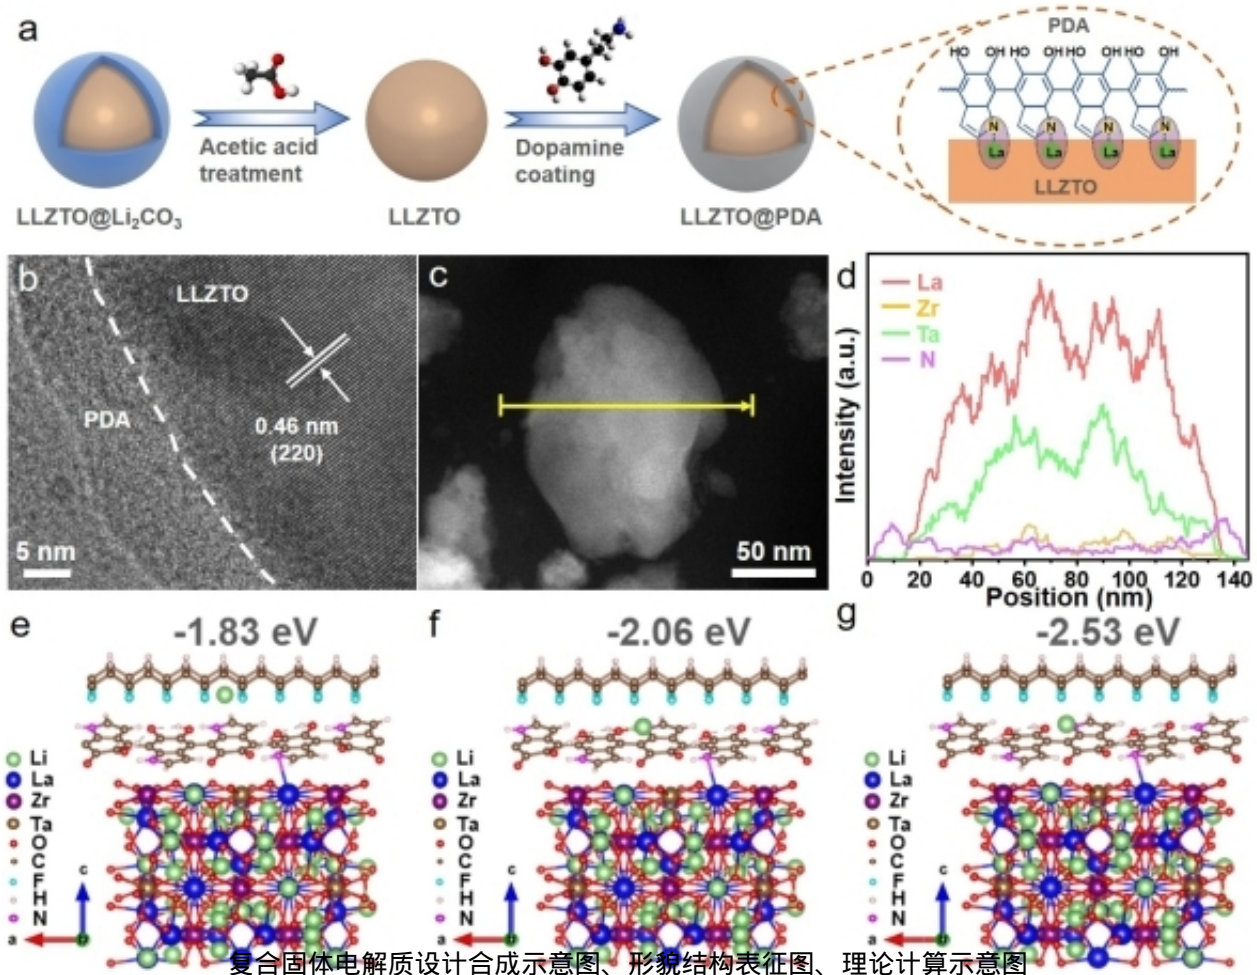 a
PDA
HO OH HO OH HO OH HO OH
N N N N
La La La La
LLZTO
Acetic acid
treatment
Dopamine
coating
LLZTO@Li₂CO₃
LLZTO
LLZTO@PDA
b
LLZTO
PDA
0.46 nm
(220)
5 nm
c
50 nm
d
La
Zr
Ta
N
Intensity (a.u.)
0 20 40 60 80 100 120 140
Position (nm)
e
-1.83 eV
Li
La
Zr
Ta
O
C
F
H
N
c
a
f
-2.06 eV
Li
La
Zr
Ta
O
C
F
H
N
c
a
g
-2.53 eV
Li
La
Zr
Ta
O
C
F
H
N
c
a
复合固体电解质设计合成示意图、形貌结构表征图、理论计算示意图